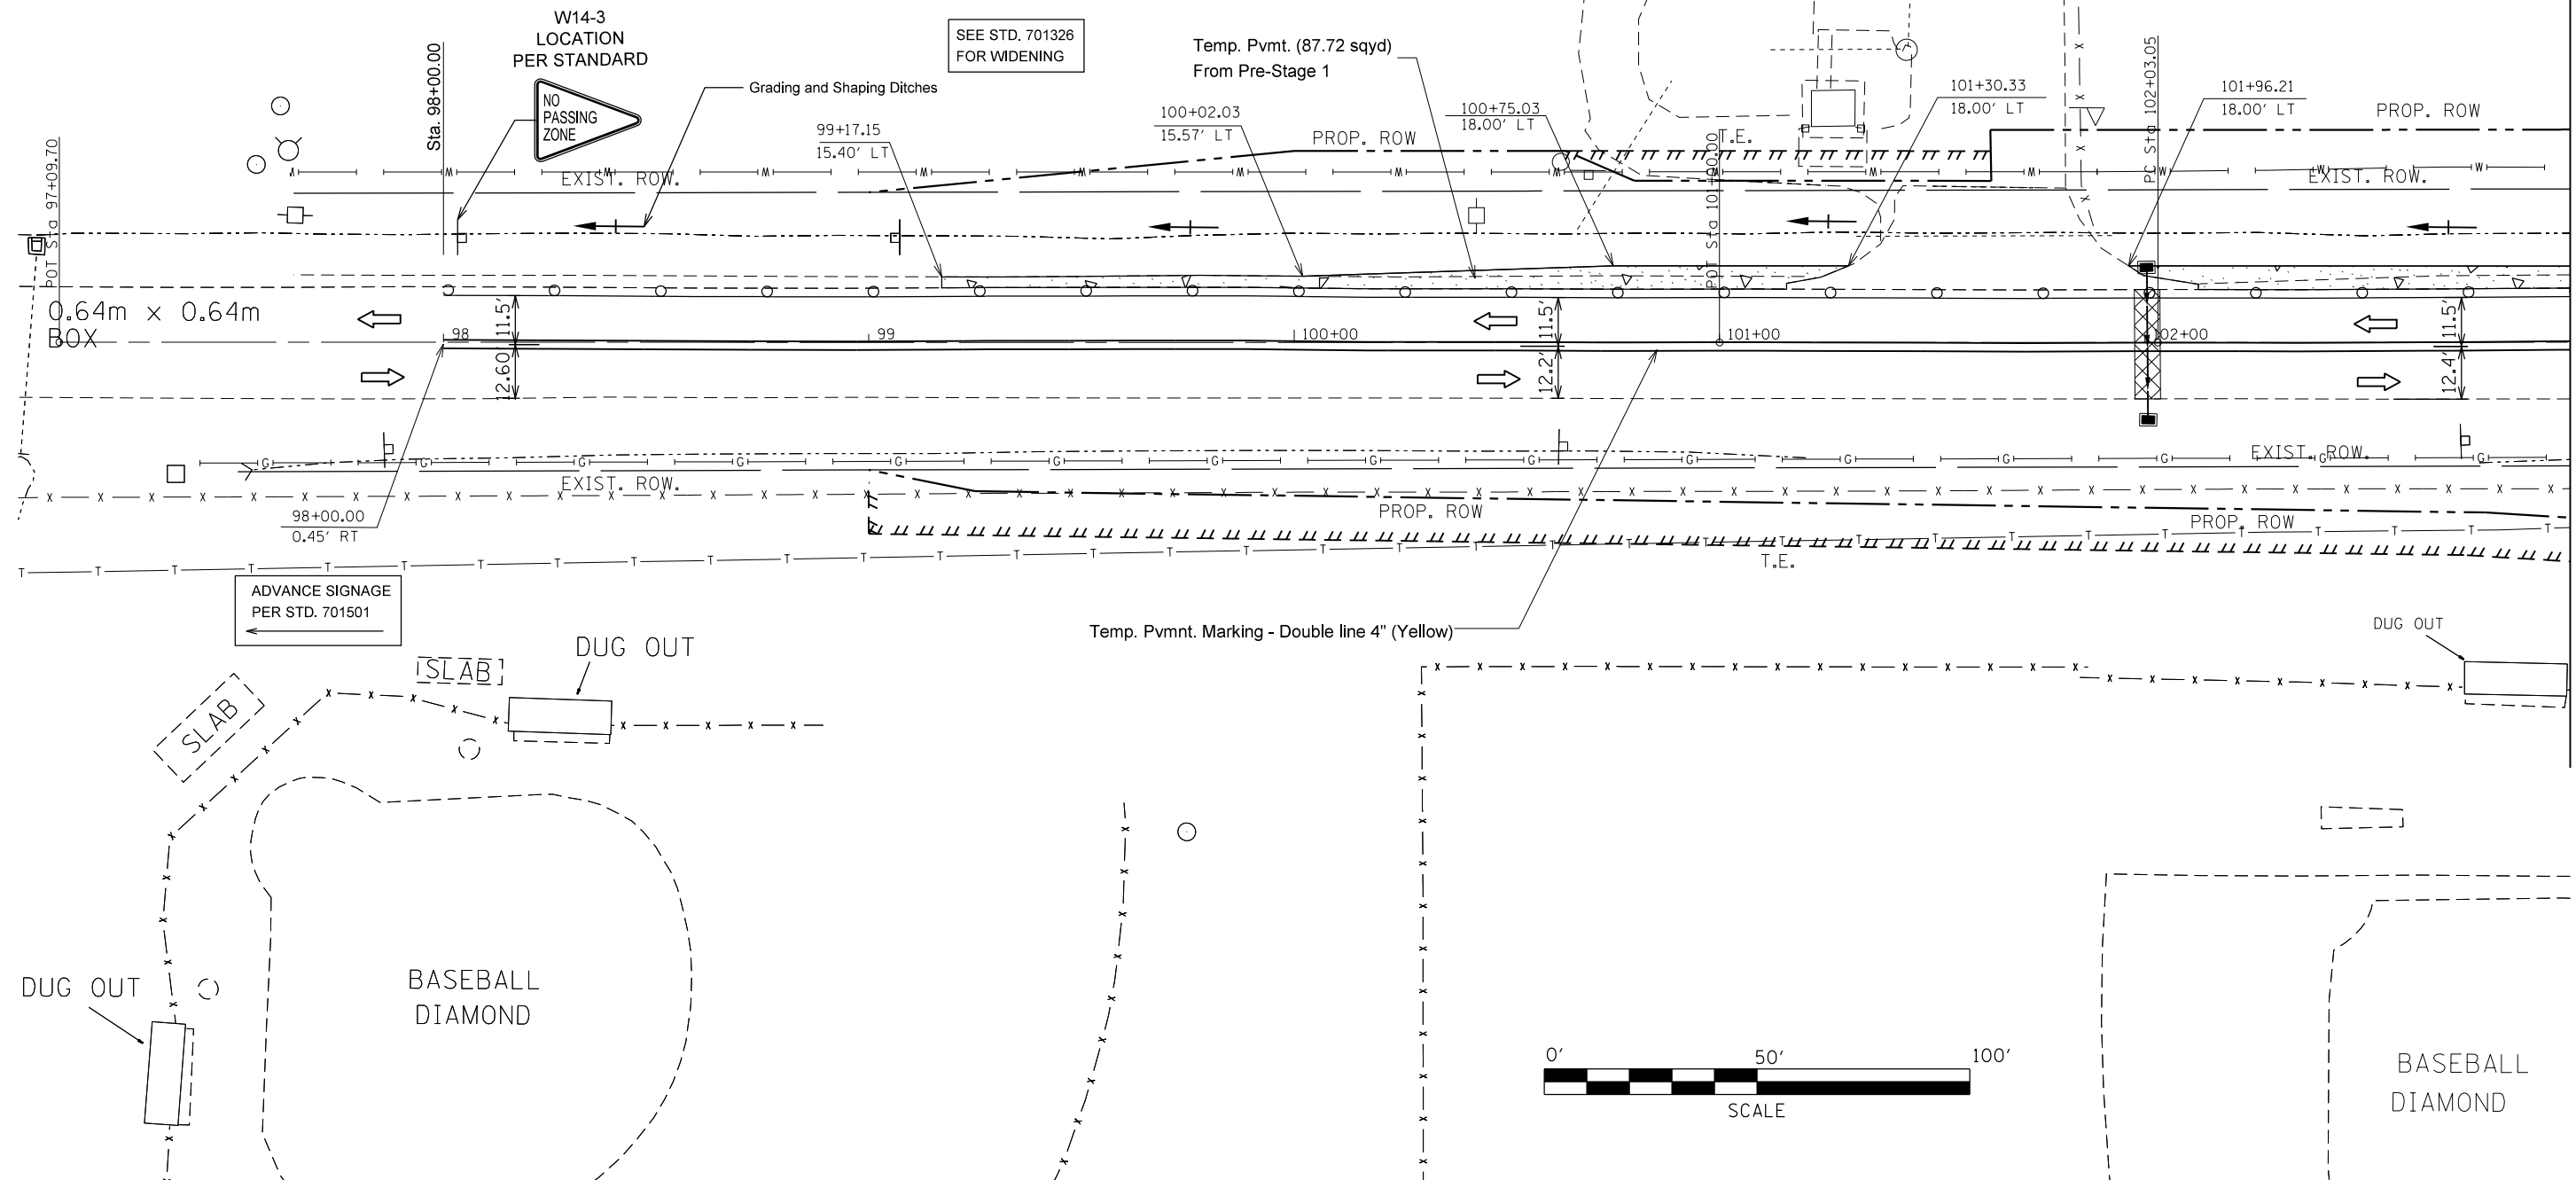 W14-3
LOCATION
PER STANDARD
NO
PASSING
ZONE
Sta. 98+00.00
SEE STD. 701326
FOR WIDENING
Grading and Shaping Ditches
Temp. Pvmt. (87.72 sqyd)
From Pre-Stage 1
99+17.15
15.40' LT
100+02.03
15.57' LT
100+75.03
18.00' LT
101+30.33
18.00' LT
101+96.21
18.00' LT
PROP. ROW
T.E.
PROP. ROW
POT Sta 97+09.70
POT Sta 101+00.00
PC Sta 102+03.05
EXIST. ROW.
EXIST. ROW.
0.64m x 0.64m
BOX
98
99
100+00
101+00
02+00
11.5'
12.60'
11.5'
12.2'
11.5'
12.4'
EXIST. ROW.
EXIST. ROW.
98+00.00
0.45' RT
PROP. ROW
PROP. ROW
T.E.
ADVANCE SIGNAGE
PER STD. 701501
Temp. Pvmnt. Marking - Double line 4" (Yellow)
DUG OUT
SLAB
DUG OUT
SLAB
DUG OUT
BASEBALL
DIAMOND
0' 50' 100'
SCALE
BASEBALL
DIAMOND